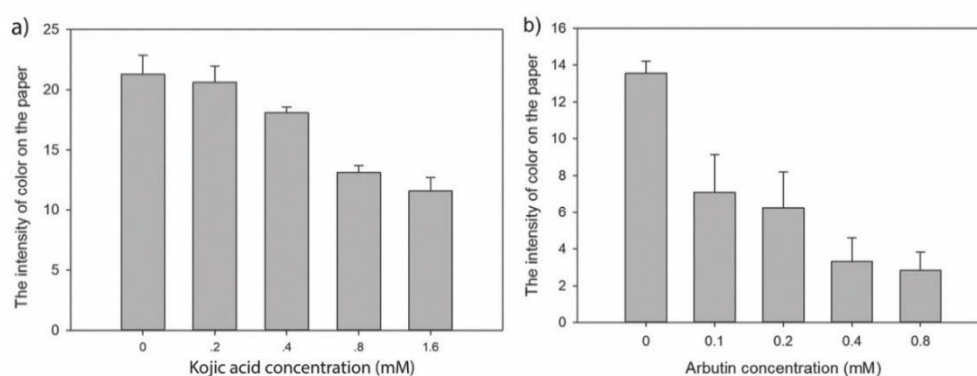 a)
The intensity of color on the paper
25
20
15
10
5
0
0 .2 .4 .8 1.6
Kojic acid concentration (mM)
b)
The intensity of color on the paper
16
14
12
10
8
6
4
2
0
0 0.1 0.2 0.4 0.8
Arbutin concentration (mM)